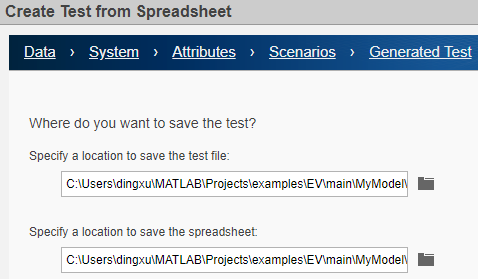 Create Test from Spreadsheet
Data › System › Attributes › Scenarios › Generated Test
Where do you want to save the test?
Specify a location to save the test file:
C:\Users\dingxu\MATLAB\Projects\examples\EV\main\MyModel\
Specify a location to save the spreadsheet:
C:\Users\dingxu\MATLAB\Projects\examples\EV\main\MyModel\